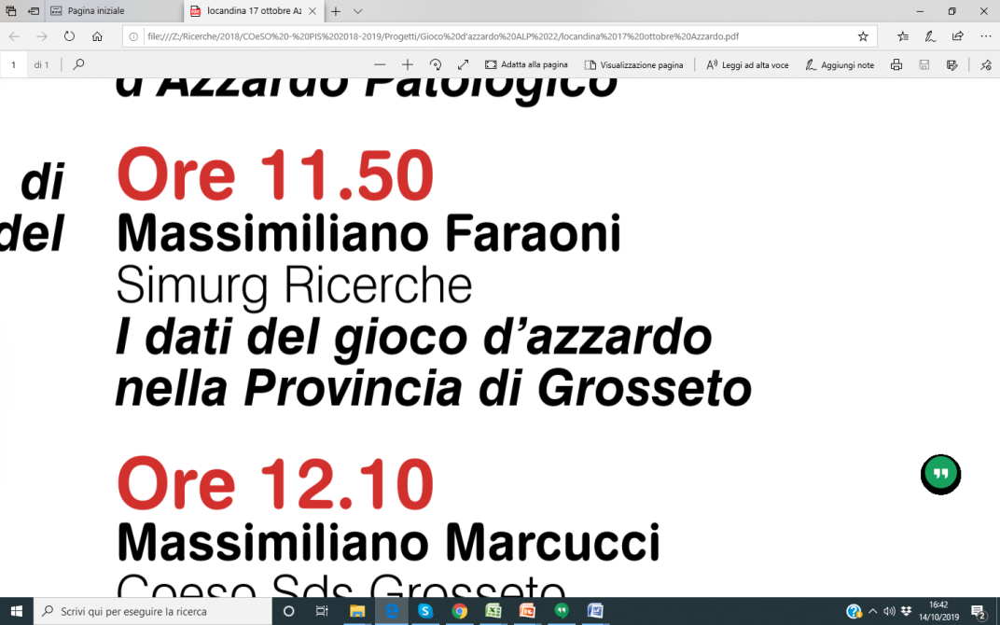 Pagina iniziale
locandina 17 ottobre Az
file:///Z:/Ricerche/2018/COeSO%20-%20PIS%202018-2019/Progetti/Gioco%20d'azzardo%20ALP%2022/locandina%2017%20ottobre%20Azzardo.pdf
1 di 1
Adatta alla pagina
Visualizzazione pagina
Leggi ad alta voce
Aggiungi note
d'Azzardo Patologico
di
del
Ore 11.50
Massimiliano Faraoni
Simurg Ricerche
I dati del gioco d'azzardo
nella Provincia di Grosseto
Ore 12.10
Massimiliano Marcucci
Coeso Sds Grosseto
Scrivi qui per eseguire la ricerca
16:42
14/10/2019
2